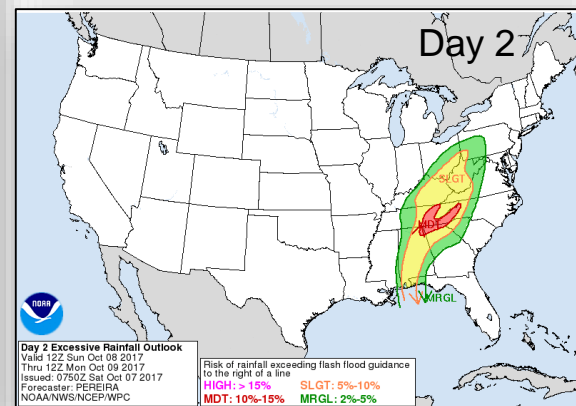 Day 2
SLGT
MDT
MRGL
NOAA
Day 2 Excessive Rainfall Outlook
Valid 12Z Sun Oct 08 2017
Thru 12Z Mon Oct 09 2017
Issued: 0750Z Sat Oct 07 2017
Forecaster: PEREIRA
NOAA/NWS/NCEP/WPC
Risk of rainfall exceeding flash flood guidance
to the right of a line
HIGH: > 15% SLGT: 5%-10%
MDT: 10%-15% MRGL: 2%-5%